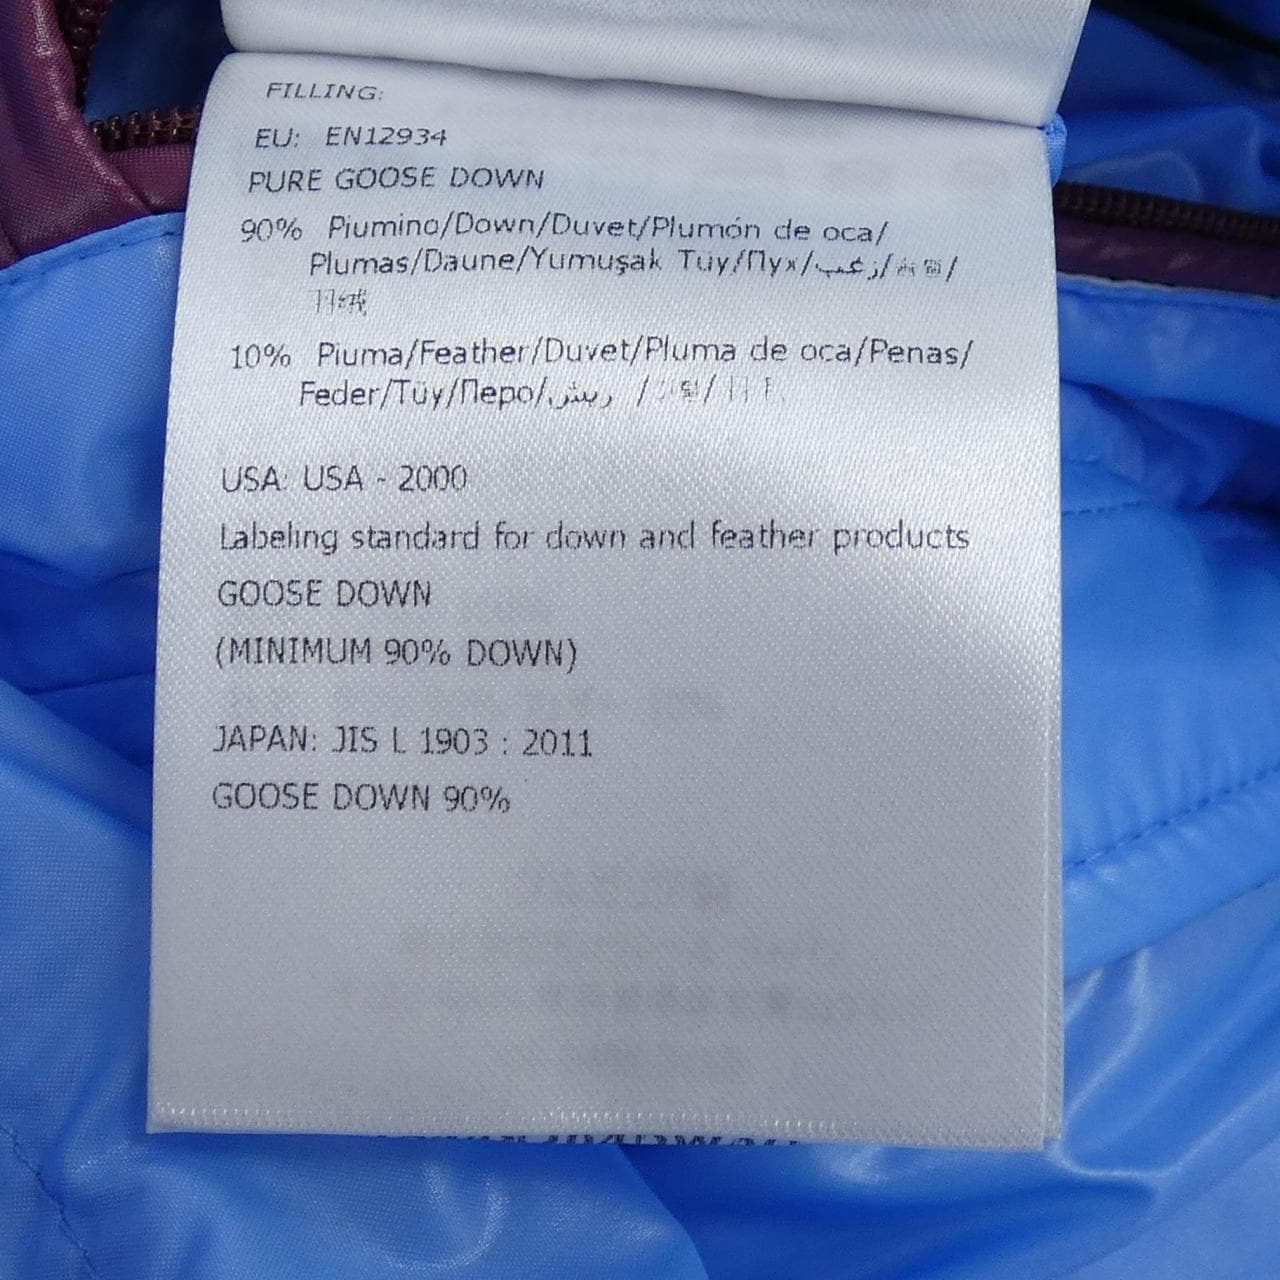 FILLING:
EU: EN12934
PURE GOOSE DOWN
90% Piumino/Down/Duvet/Plumón de oca/
Plumas/Daune/Yumuşak Tüy/Пух/زغب/
10% Piuma/Feather/Duvet/Pluma de oca/Penas/
Feder/Tüy/Перо/ريش /
USA: USA - 2000
Labeling standard for down and feather products
GOOSE DOWN
(MINIMUM 90% DOWN)
JAPAN: JIS L 1903 : 2011
GOOSE DOWN 90%